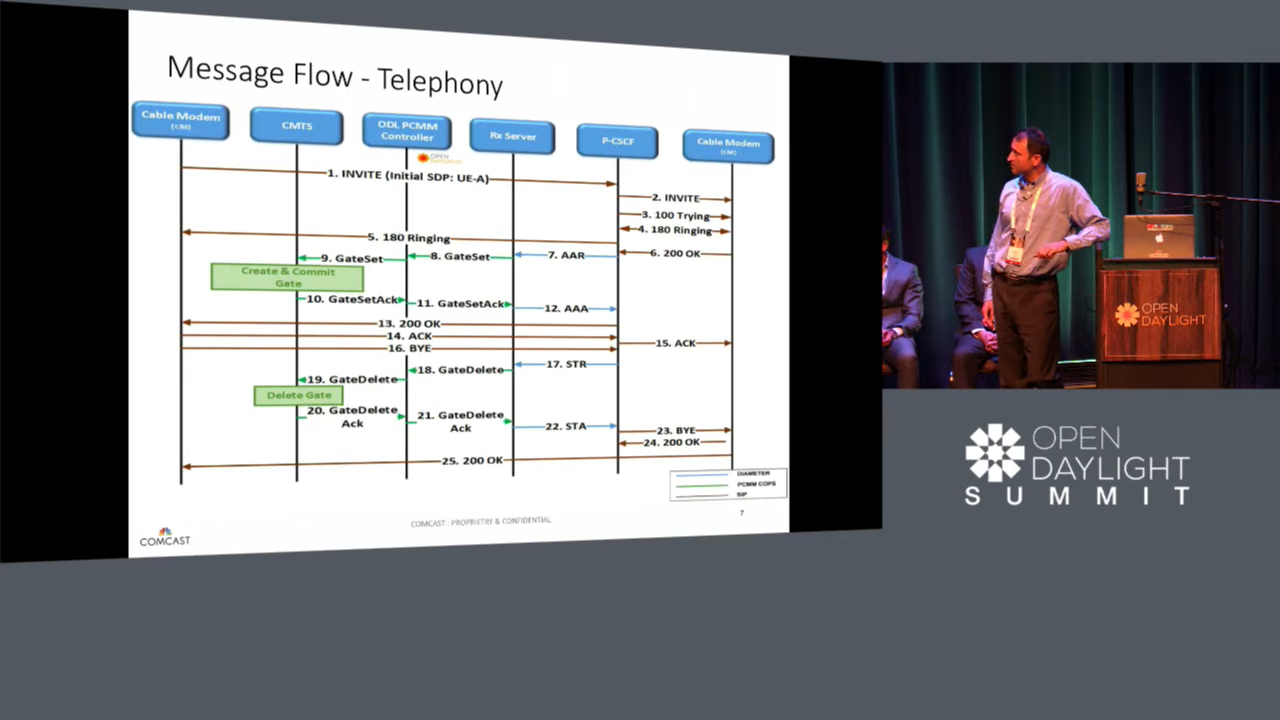 Message Flow - Telephony
Cable Modem
(CM)
CMTS
ODL PCMM
Controller
Rx Server
P-CSCF
Cable Modem
(CM)
OPEN
DAYLIGHT
1. INVITE (Initial SDP: UE-A)
2. INVITE
3. 100 Trying
4. 180 Ringing
5. 180 Ringing
6. 200 OK
7. AAR
8. GateSet
9. GateSet
Create & Commit
Gate
10. GateSetAck
11. GateSetAck
12. AAA
13. 200 OK
14. ACK
15. ACK
16. BYE
17. STR
18. GateDelete
19. GateDelete
Delete Gate
20. GateDelete
Ack
21. GateDelete
Ack
22. STA
23. BYE
24. 200 OK
25. 200 OK
DIAMETER
PCMM COPS
SIP
7
COMCAST : PROPRIETRY & CONFIDENTIAL
COMCAST
OPEN
DAYLIGHT
OPEN
DAYLIGHT
SUMMIT